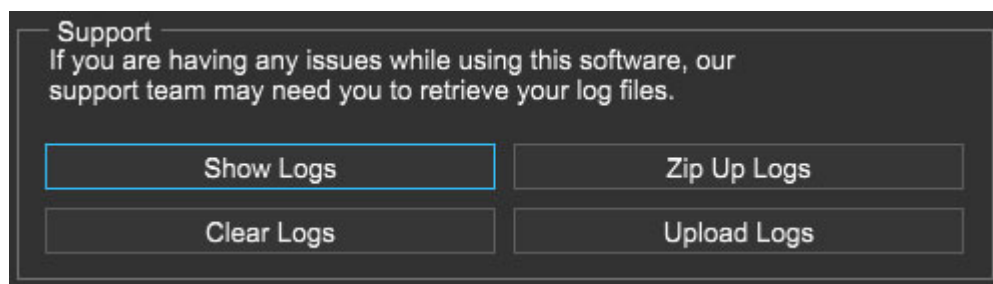 Support
If you are having any issues while using this software, our
support team may need you to retrieve your log files.
Show Logs
Zip Up Logs
Clear Logs
Upload Logs